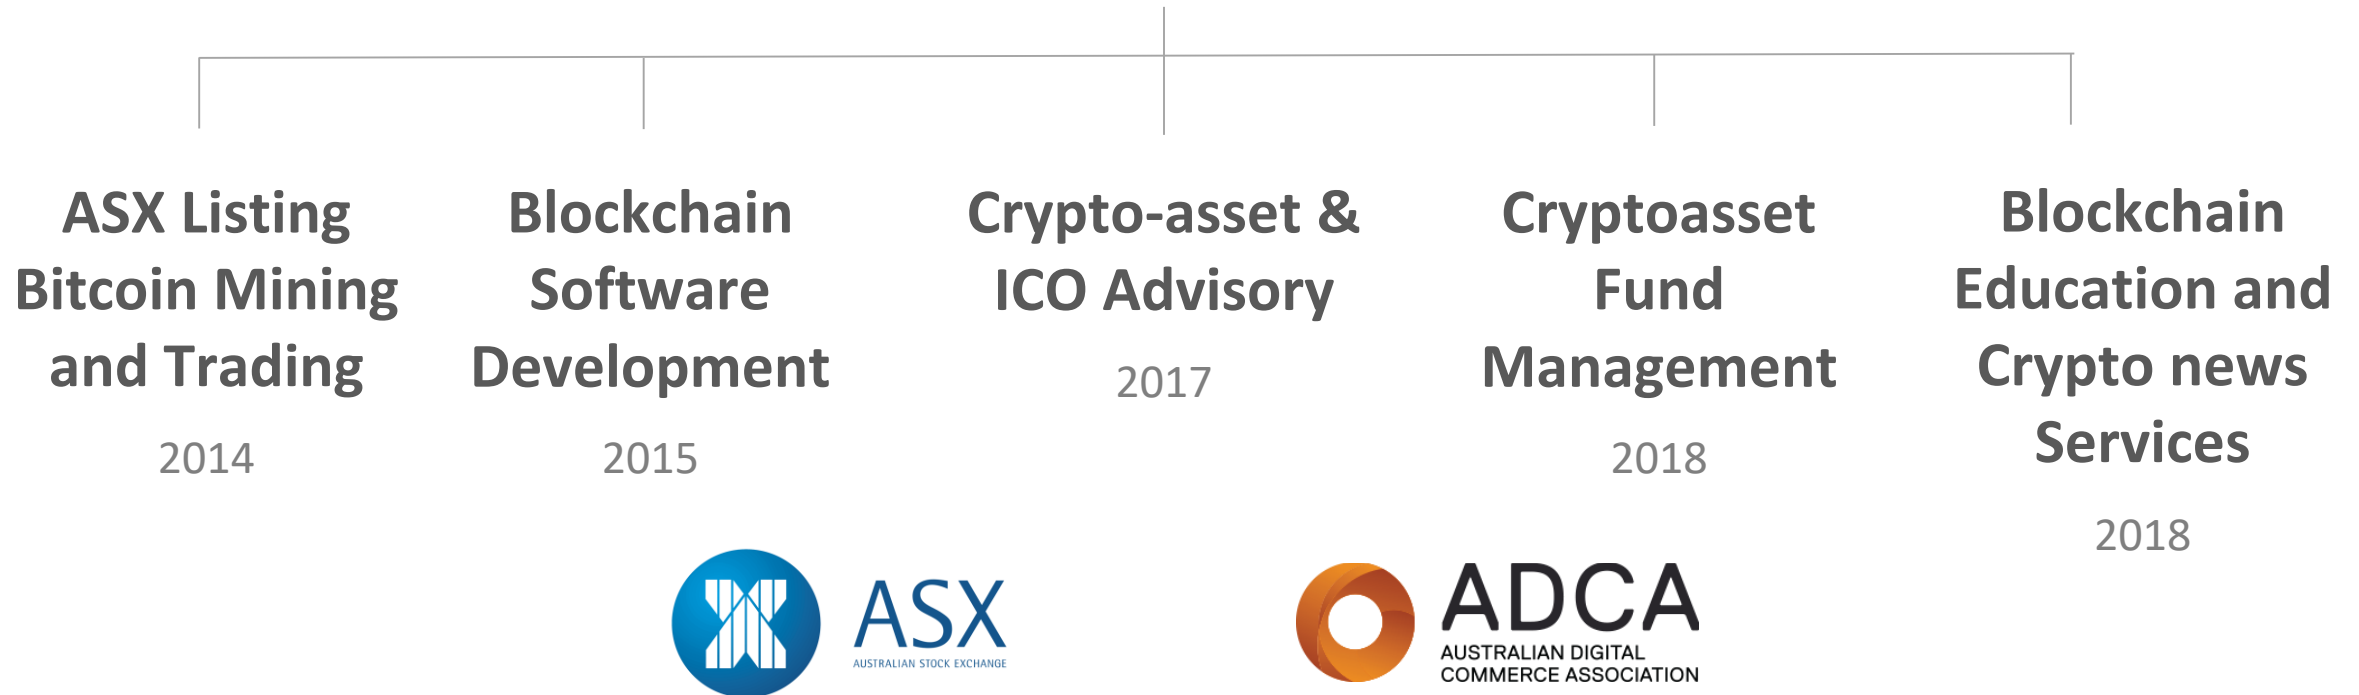 ASX Listing
Bitcoin Mining
and Trading
2014
Blockchain
Software
Development
2015
Crypto-asset &
ICO Advisory
2017
Cryptoasset
Fund
Management
2018
Blockchain
Education and
Crypto news
Services
2018
ASX
AUSTRALIAN STOCK EXCHANGE
ADCA
AUSTRALIAN DIGITAL
COMMERCE ASSOCIATION